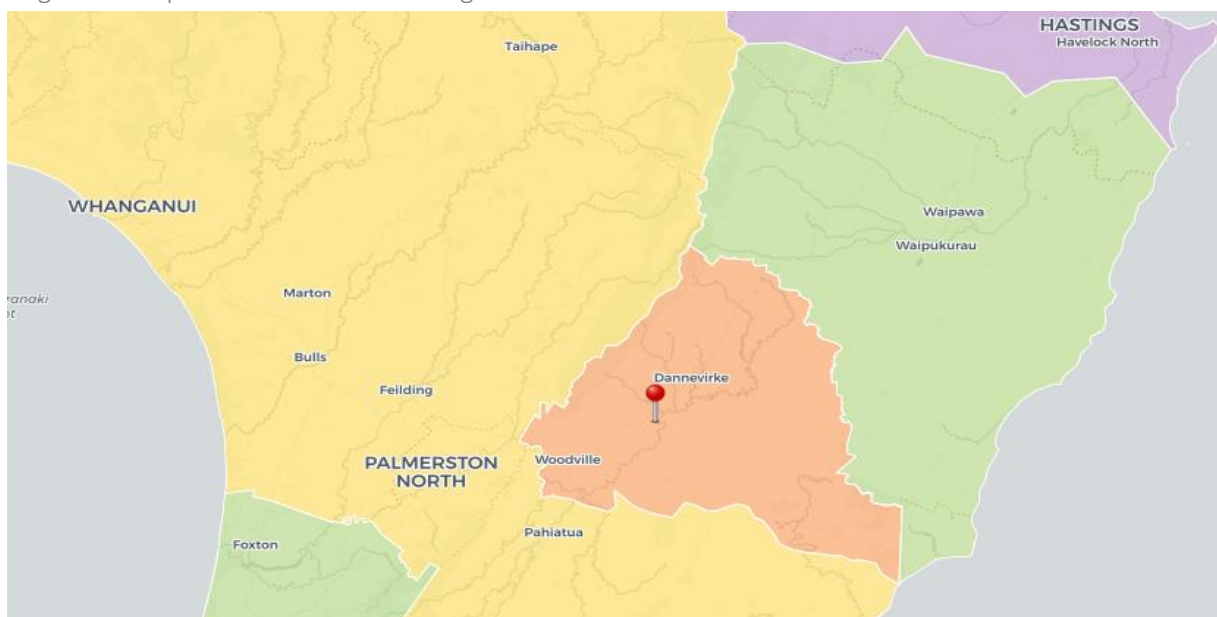 HASTINGS
Havelock North
Taihape
WHANGANUI
Waipawa
Waipukurau
Marton
Bulls
Feilding
Dannevirke
Woodville
PALMERSTON
NORTH
Pahiatua
Foxton